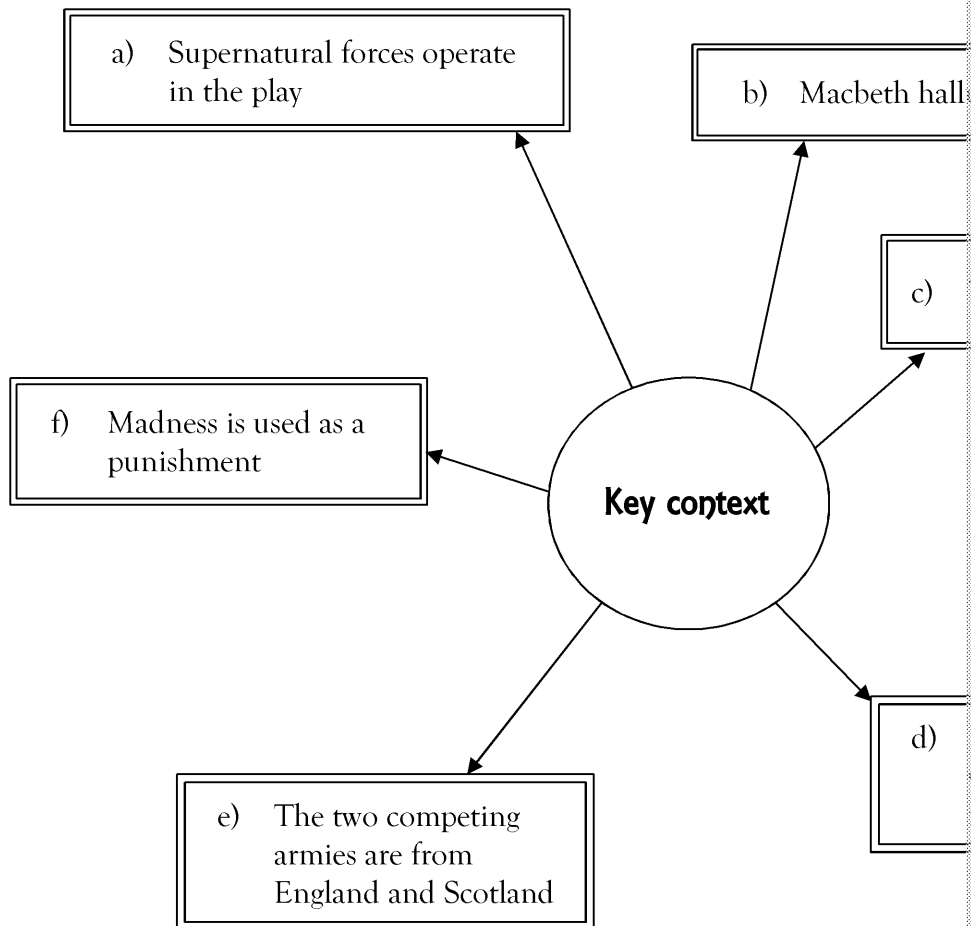 a) Supernatural forces operate
in the play
b) Macbeth
c)
f) Madness is used as a
punishment
Key context
d)
e) The two competing
armies are from
England and Scotland